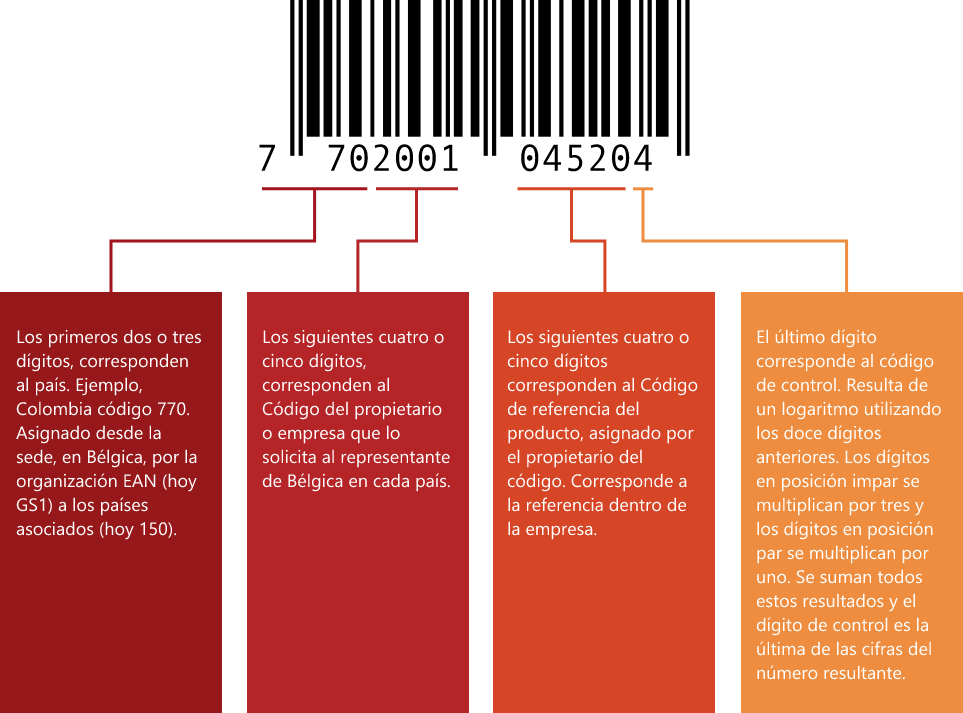 7 702001 045204
Los primeros dos o tres
dígitos, corresponden
al país. Ejemplo,
Colombia código 770.
Asignado desde la
sede, en Bélgica, por la
organización EAN (hoy
GS1) a los países
asociados (hoy 150).
Los siguientes cuatro o
cinco dígitos,
corresponden al
Código del propietario
o empresa que lo
solicita al representante
de Bélgica en cada país.
Los siguientes cuatro o
cinco dígitos
corresponden al Código
de referencia del
producto, asignado por
el propietario del
código. Corresponde a
la referencia dentro de
la empresa.
El último dígito
corresponde al código
de control. Resulta de
un logaritmo utilizando
los doce dígitos
anteriores. Los dígitos
en posición impar se
multiplican por tres y
los dígitos en posición
par se multiplican por
uno. Se suman todos
estos resultados y el
dígito de control es la
última de las cifras del
número resultante.